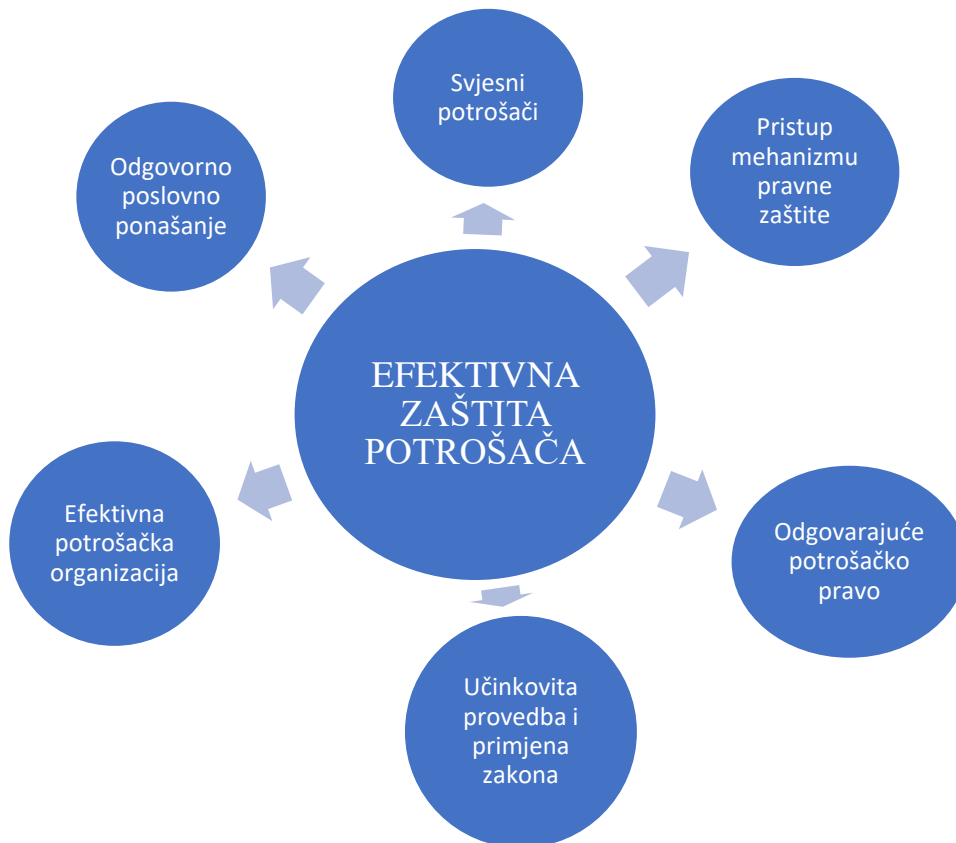 Svjesni
potrošači
Pristup
mehanizmu
pravne
zaštite
Odgovorno
poslovno
ponašanje
EFEKTIVNA
ZAŠTITA
POTROŠAČA
Efektivna
potrošačka
organizacija
Odgovarajuće
potrošačko
pravo
Učinkovita
provedba i
primjena
zakona